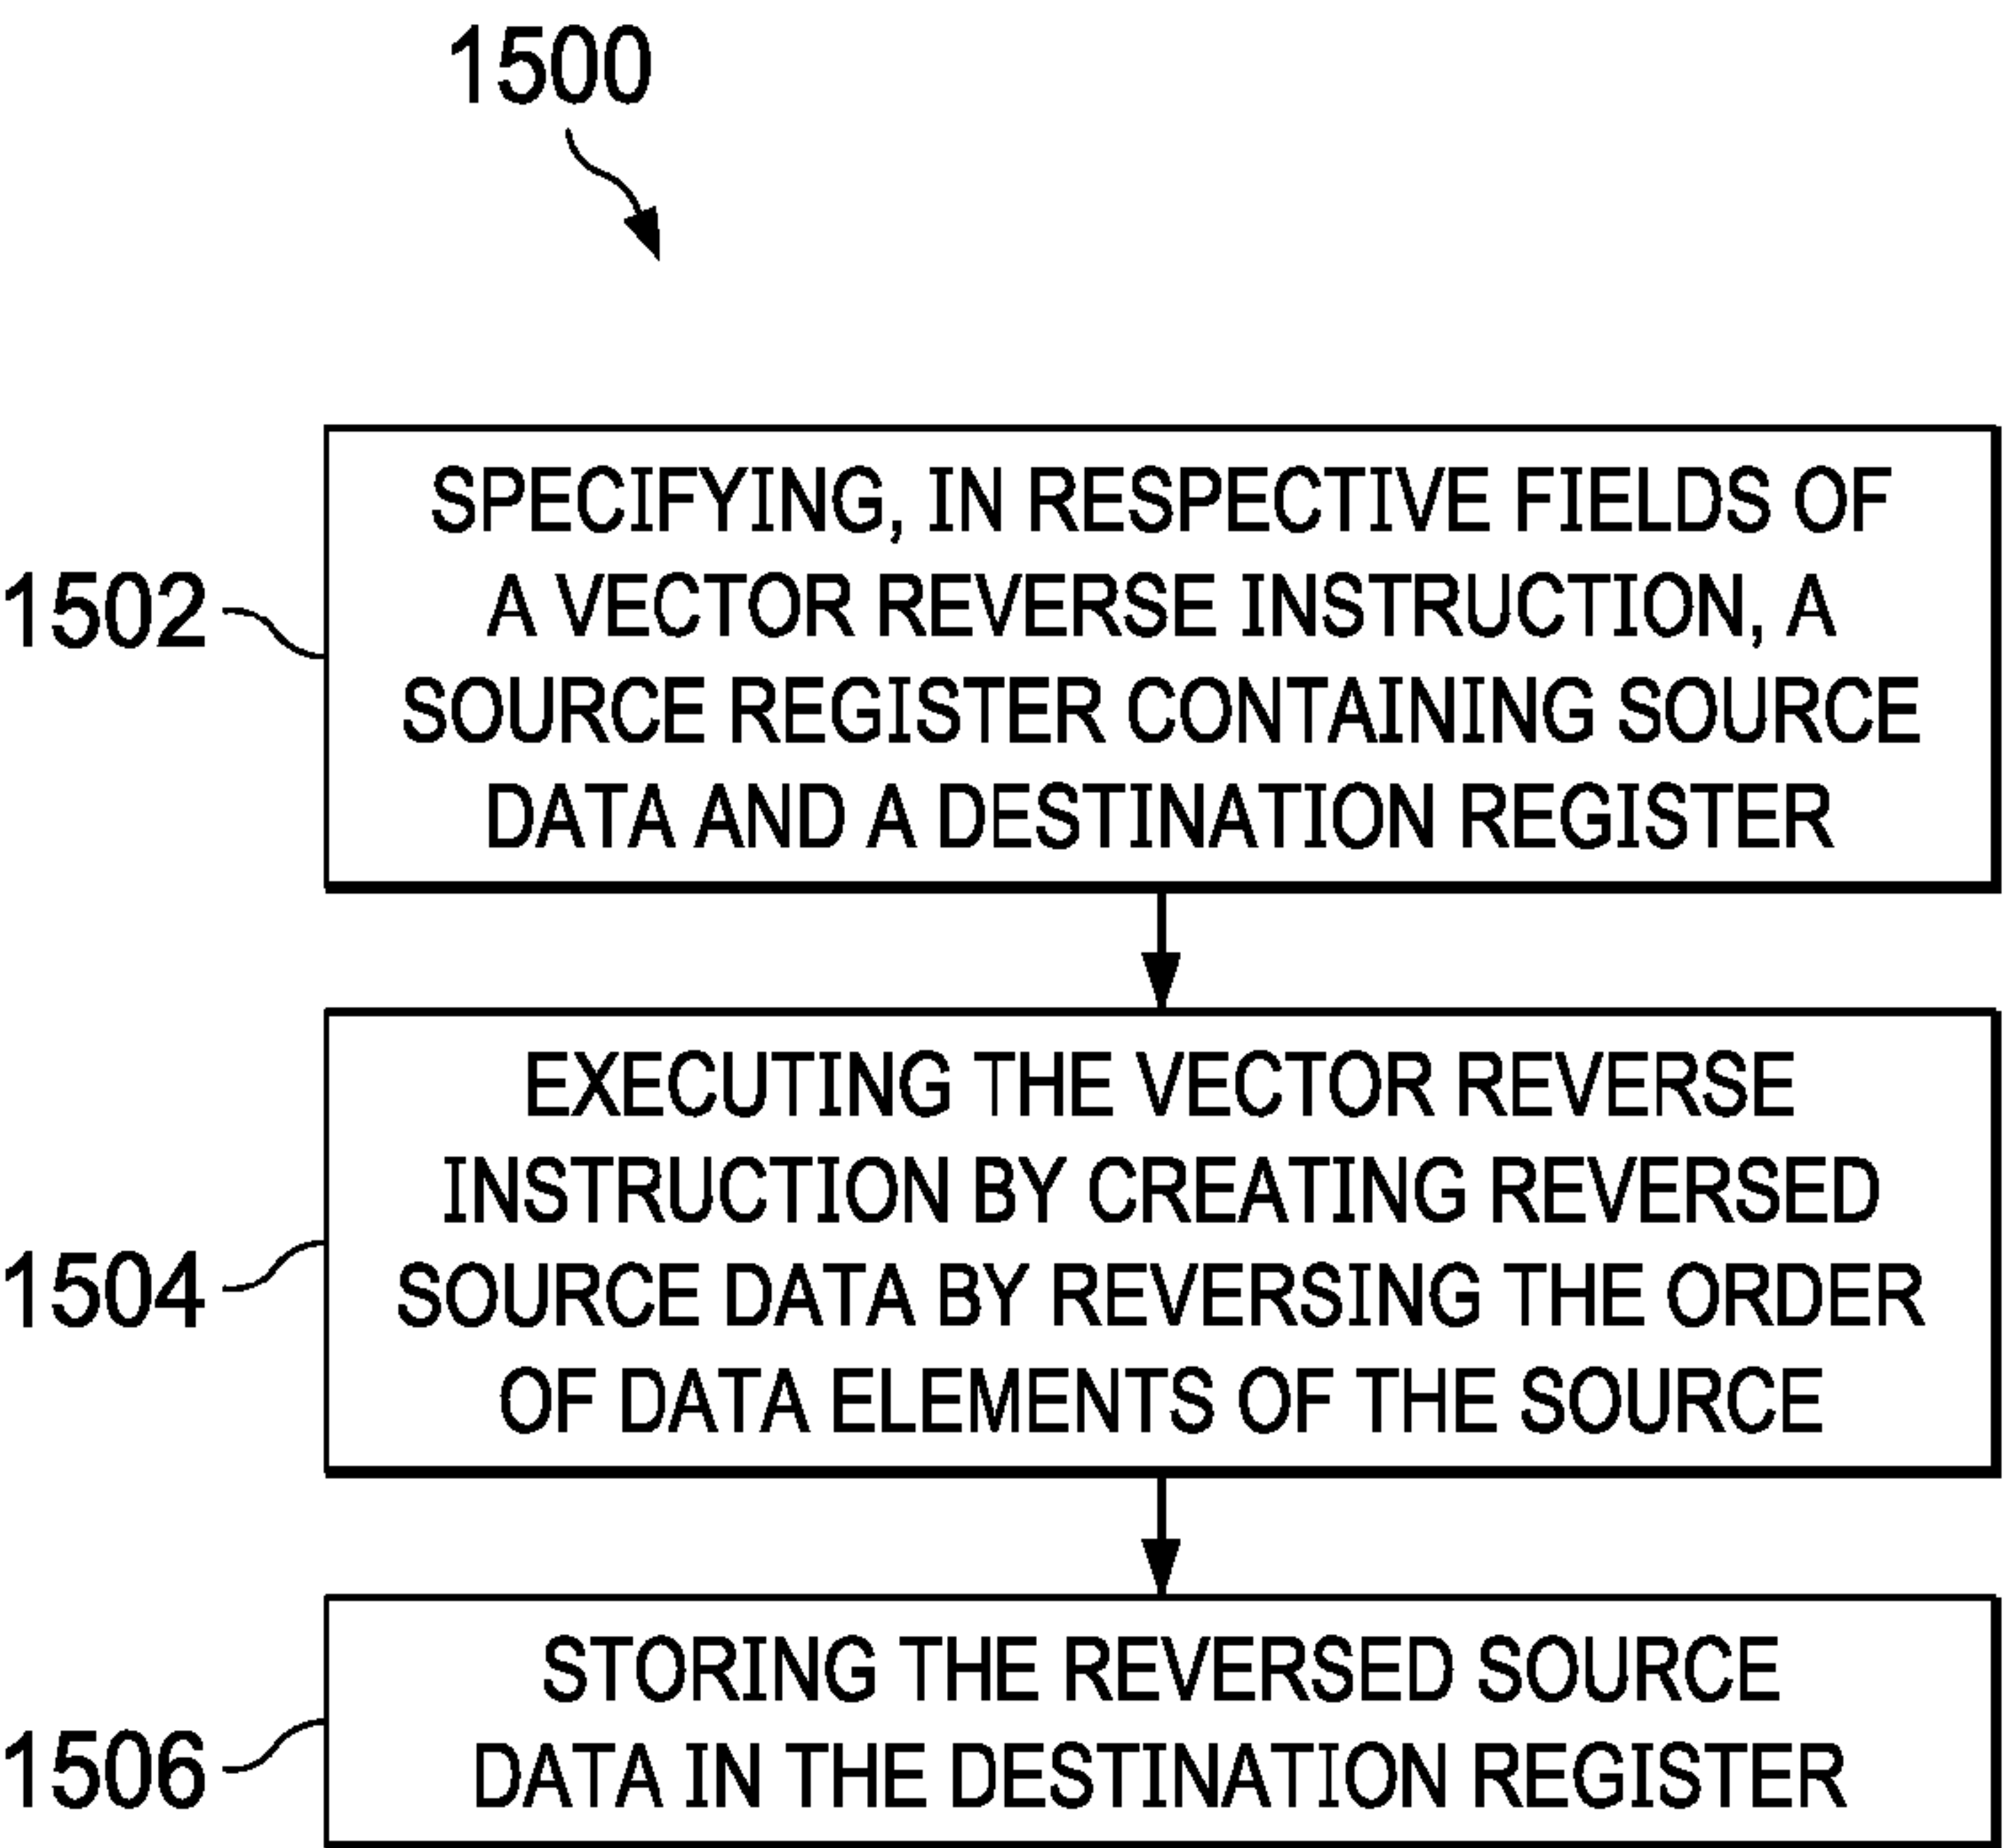 1500
SPECIFYING, IN RESPECTIVE FIELDS OF
A VECTOR REVERSE INSTRUCTION, A
1502
SOURCE REGISTER CONTAINING SOURCE
DATA AND A DESTINATION REGISTER
EXECUTING THE VECTOR REVERSE
INSTRUCTION BY CREATING REVERSED
1504
SOURCE DATA BY REVERSING THE ORDER
OF DATA ELEMENTS OF THE SOURCE
STORING THE REVERSED SOURCE
1506
DATA IN THE DESTINATION REGISTER